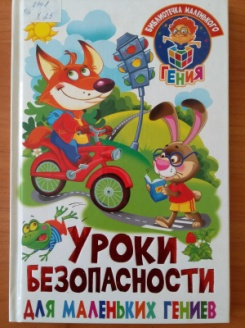 БИБЛИОТЕЧКА МАЛЕНЬКОГО
ГЕНИЯ
УРОКИ
БЕЗОПАСНОСТИ
ДЛЯ МАЛЕНЬКИХ ГЕНИЕВ